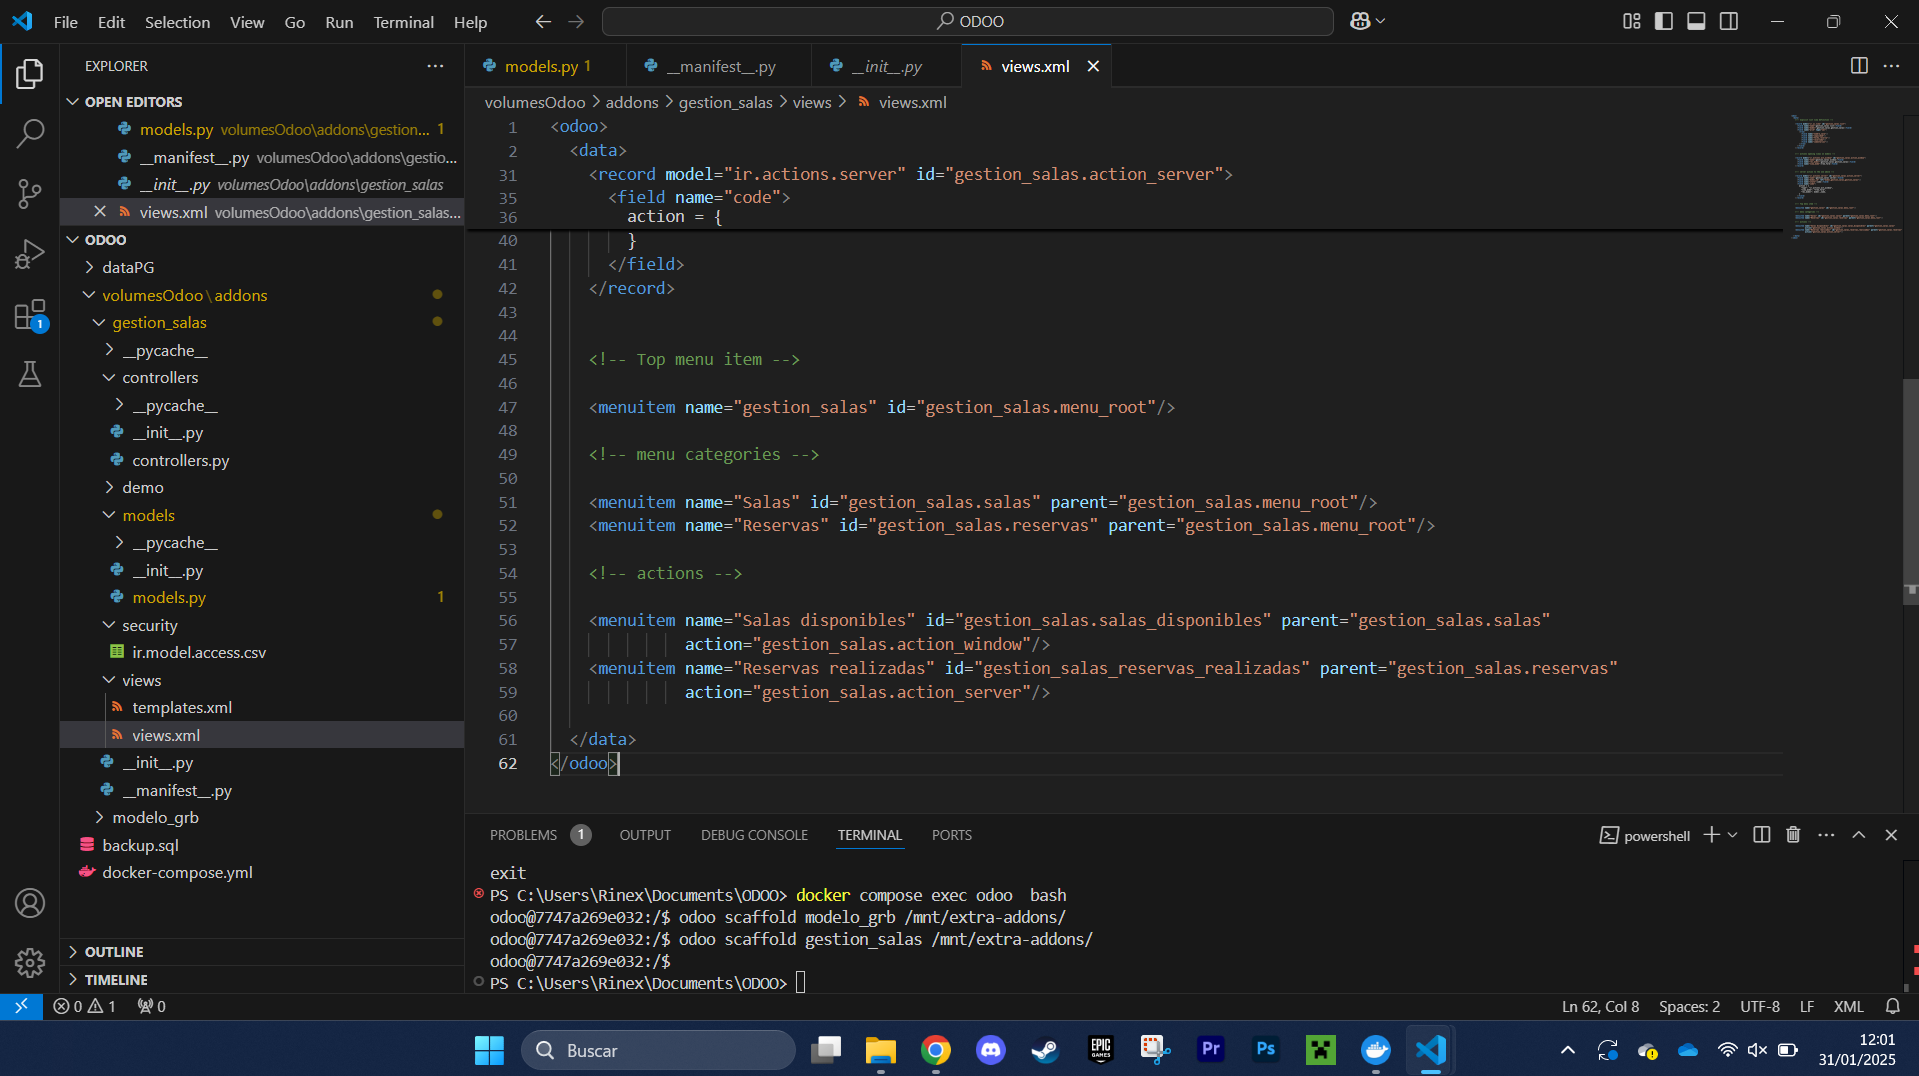 File Edit Selection View Go Run Terminal Help
ODOO
EXPLORER
models.py 1
__manifest__.py
__init__.py
views.xml
OPEN EDITORS
models.py volumesOdoo\addons\gestion... 1
__manifest__.py volumesOdoo\addons\gestio...
__init__.py volumesOdoo\addons\gestion_salas
views.xml volumesOdoo\addons\gestion_salas...
ODOO
dataPG
volumesOdoo\addons
gestion_salas
__pycache__
controllers
__pycache__
__init__.py
controllers.py
demo
models
__pycache__
__init__.py
models.py 1
security
ir.model.access.csv
views
templates.xml
views.xml
__init__.py
__manifest__.py
modelo_grb
backup.sql
docker-compose.yml
OUTLINE
TIMELINE
1
volumesOdoo > addons > gestion_salas > views > views.xml
1 <odoo>
2 <data>
31 <record model="ir.actions.server" id="gestion_salas.action_server">
35 <field name="code">
36 action = {
40 }
41 </field>
42 </record>
43
44
45 <!-- Top menu item -->
46
47 <menuitem name="gestion_salas" id="gestion_salas.menu_root"/>
48
49 <!-- menu categories -->
50
51 <menuitem name="Salas" id="gestion_salas.salas" parent="gestion_salas.menu_root"/>
52 <menuitem name="Reservas" id="gestion_salas.reservas" parent="gestion_salas.menu_root"/>
53
54 <!-- actions -->
55
56 <menuitem name="Salas disponibles" id="gestion_salas.salas_disponibles" parent="gestion_salas.salas"
57 action="gestion_salas.action_window"/>
58 <menuitem name="Reservas realizadas" id="gestion_salas_reservas_realizadas" parent="gestion_salas.reservas"
59 action="gestion_salas.action_server"/>
60
61 </data>
62 </odoo>
PROBLEMS 1 OUTPUT DEBUG CONSOLE TERMINAL PORTS
powershell
exit
PS C:\Users\Rinex\Documents\ODOO> docker compose exec odoo  bash
odoo@7747a269e032:/$ odoo scaffold modelo_grb /mnt/extra-addons/
odoo@7747a269e032:/$ odoo scaffold gestion_salas /mnt/extra-addons/
odoo@7747a269e032:/$
PS C:\Users\Rinex\Documents\ODOO>
0 1 0
Ln 62, Col 8 Spaces: 2 UTF-8 LF XML
Buscar
EPIC GAMES
Pr
Ps
12:01
31/01/2025